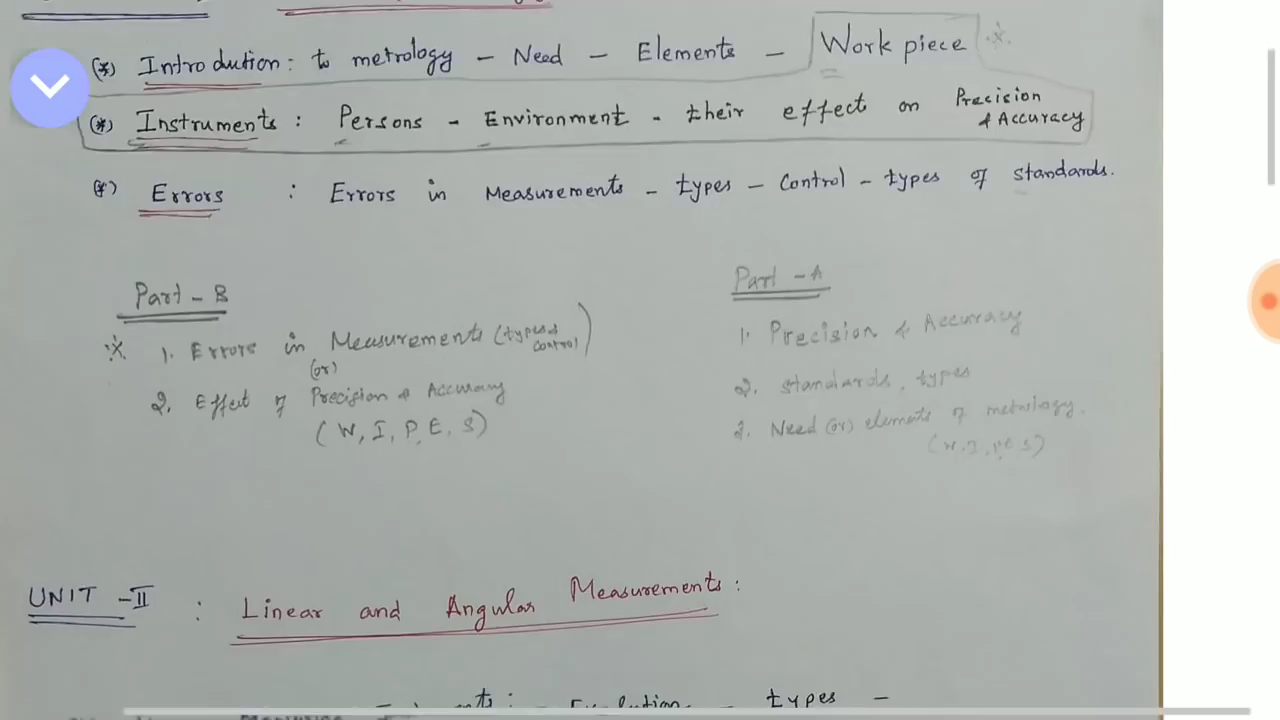 (*) Introduction: to metrology - Need - Elements - Work piece
(*) Instruments: Persons - Environment - their effect on Precision & Accuracy
(*) Errors : Errors in Measurements - types - Control - types of standards.
Part - B
1. Errors in Measurements (types & control)
(or)
2. Effect of Precision & Accuracy
(W, I, P, E, S)
Part - A
1. Precision & Accuracy
2. Standards, types
2. Need (or) elements of metrology.
(W, I, P, E, S)
UNIT - II : Linear and Angular Measurements:
Evolution - types -